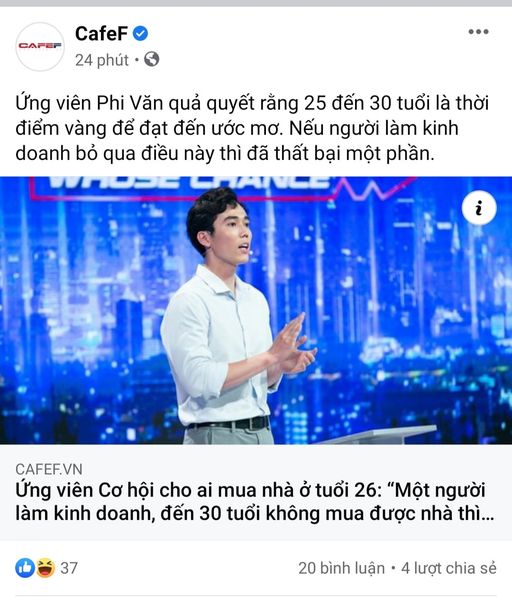 CAFEF
CafeF
24 phút
Ứng viên Phi Văn quả quyết rằng 25 đến 30 tuổi là thời
điểm vàng để đạt đến ước mơ. Nếu người làm kinh
doanh bỏ qua điều này thì đã thất bại một phần.
WHOSE CHANCE
i
CAFEF.VN
Ứng viên Cơ hội cho ai mua nhà ở tuổi 26: “Một người
làm kinh doanh, đến 30 tuổi không mua được nhà thì...
37
20 bình luận • 4 lượt chia sẻ